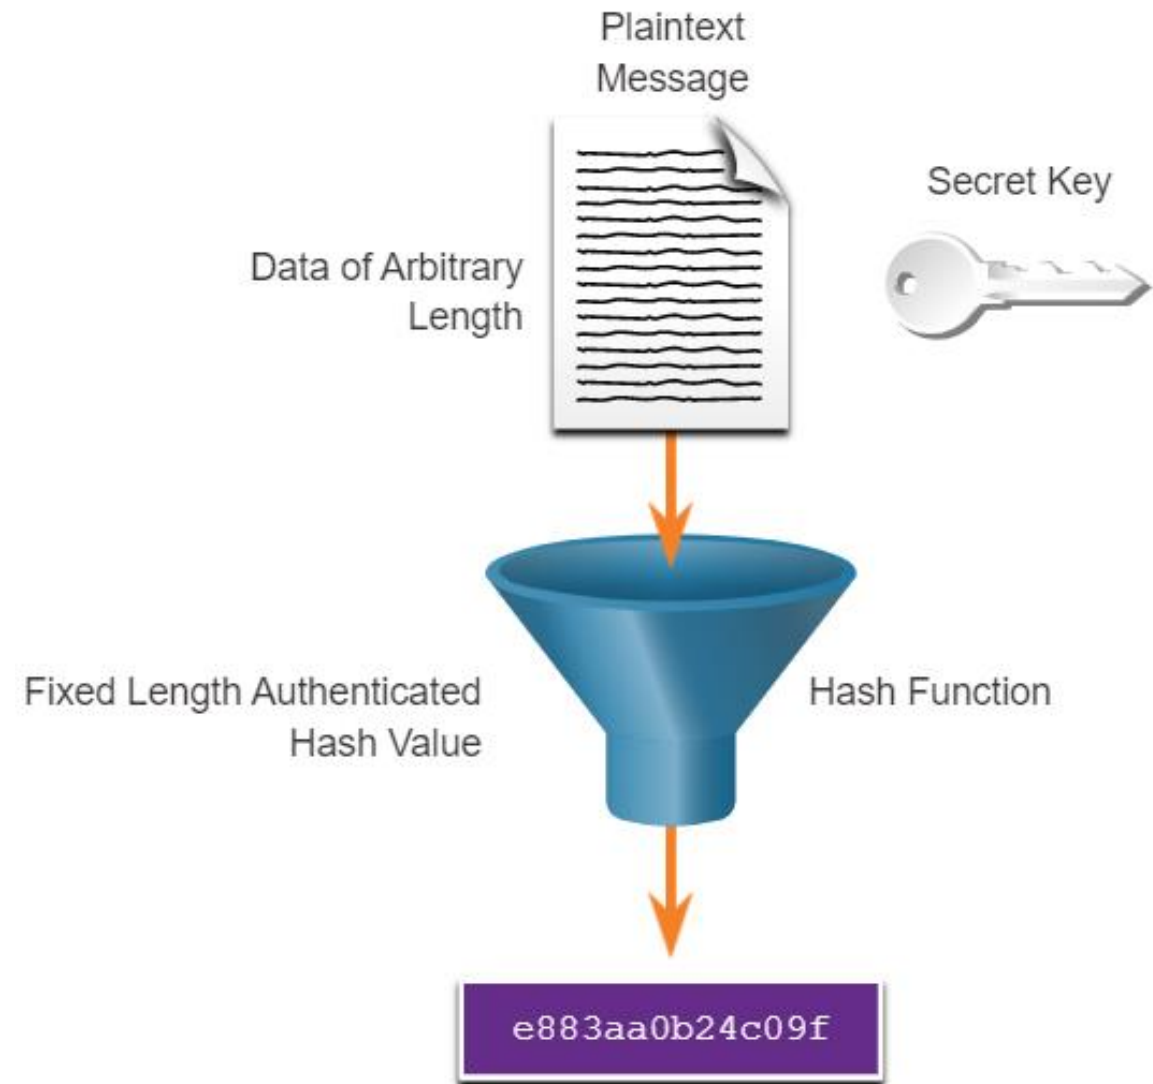 Plaintext
Message
Secret Key
Data of Arbitrary
Length
Fixed Length Authenticated
Hash Value
Hash Function
e883aa0b24c09f